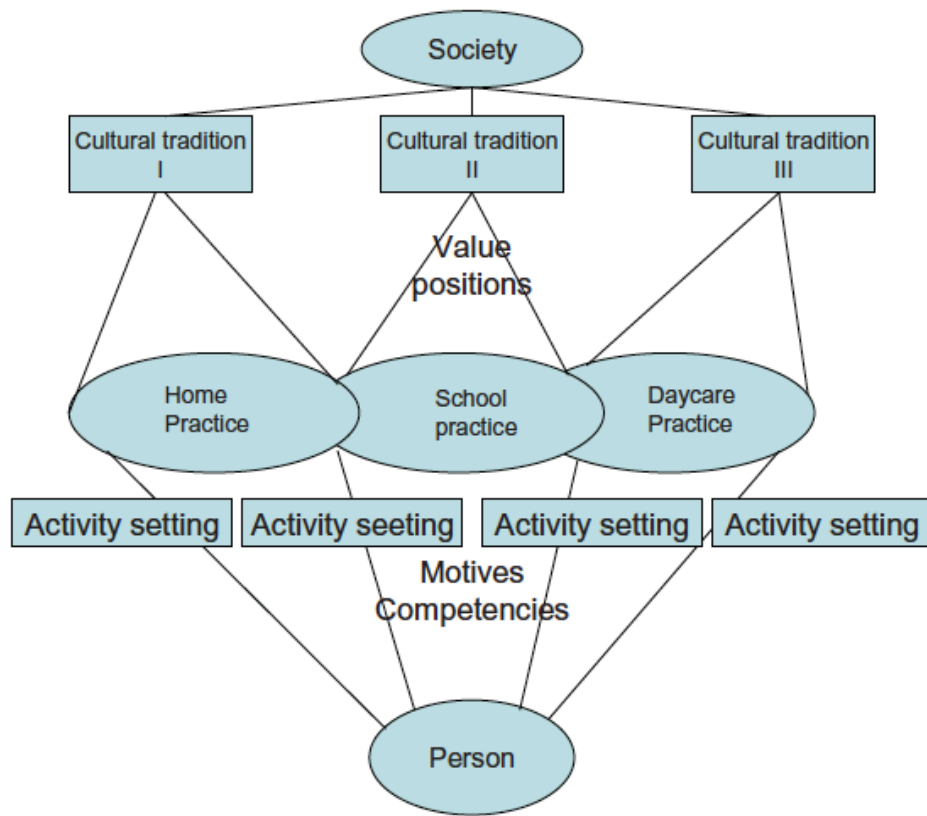 Society
Cultural tradition
I
Cultural tradition
II
Cultural tradition
III
Value
positions
Home
Practice
School
practice
Daycare
Practice
Activity setting
Activity seeting
Activity setting
Activity setting
Motives
Competencies
Person